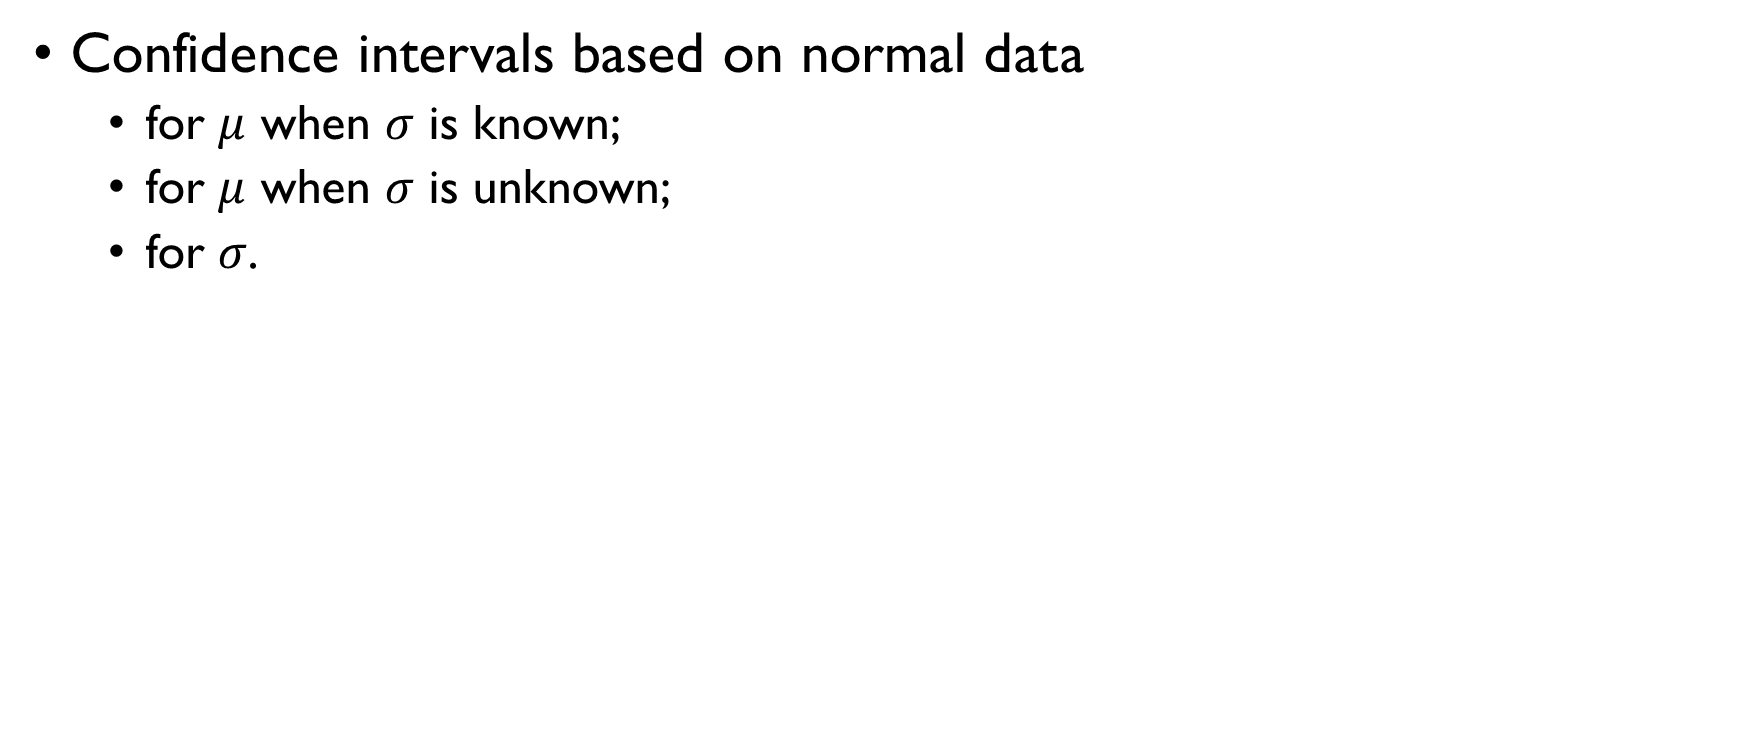 • Confidence intervals based on normal data
• for 𝜇 when 𝜎 is known;
• for 𝜇 when 𝜎 is unknown;
• for 𝜎.